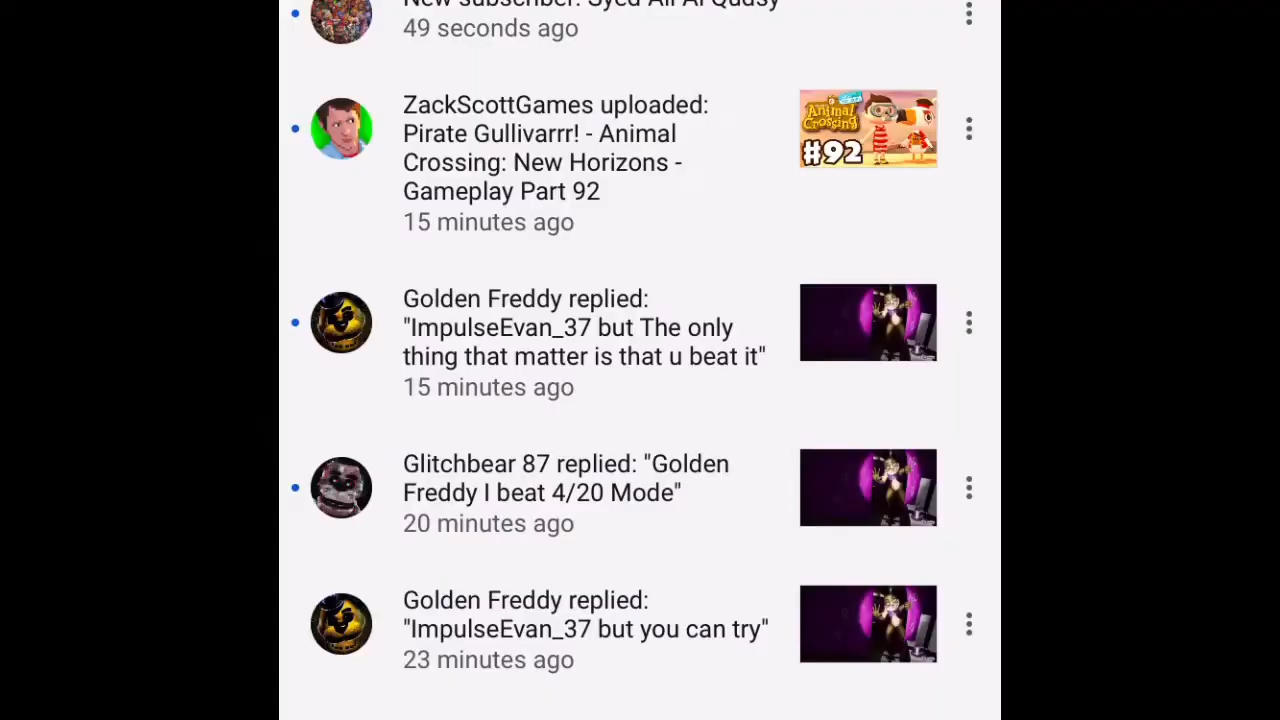 New subscriber: Syed Ali Al Qudsy
49 seconds ago
ZackScottGames uploaded:
Pirate Gullivarrr! - Animal
Crossing: New Horizons -
Gameplay Part 92
15 minutes ago
Animal
Crossing
#92
Golden Freddy replied:
"ImpulseEvan_37 but The only
thing that matter is that u beat it"
15 minutes ago
Glitchbear 87 replied: "Golden
Freddy I beat 4/20 Mode"
20 minutes ago
Golden Freddy replied:
"ImpulseEvan_37 but you can try"
23 minutes ago